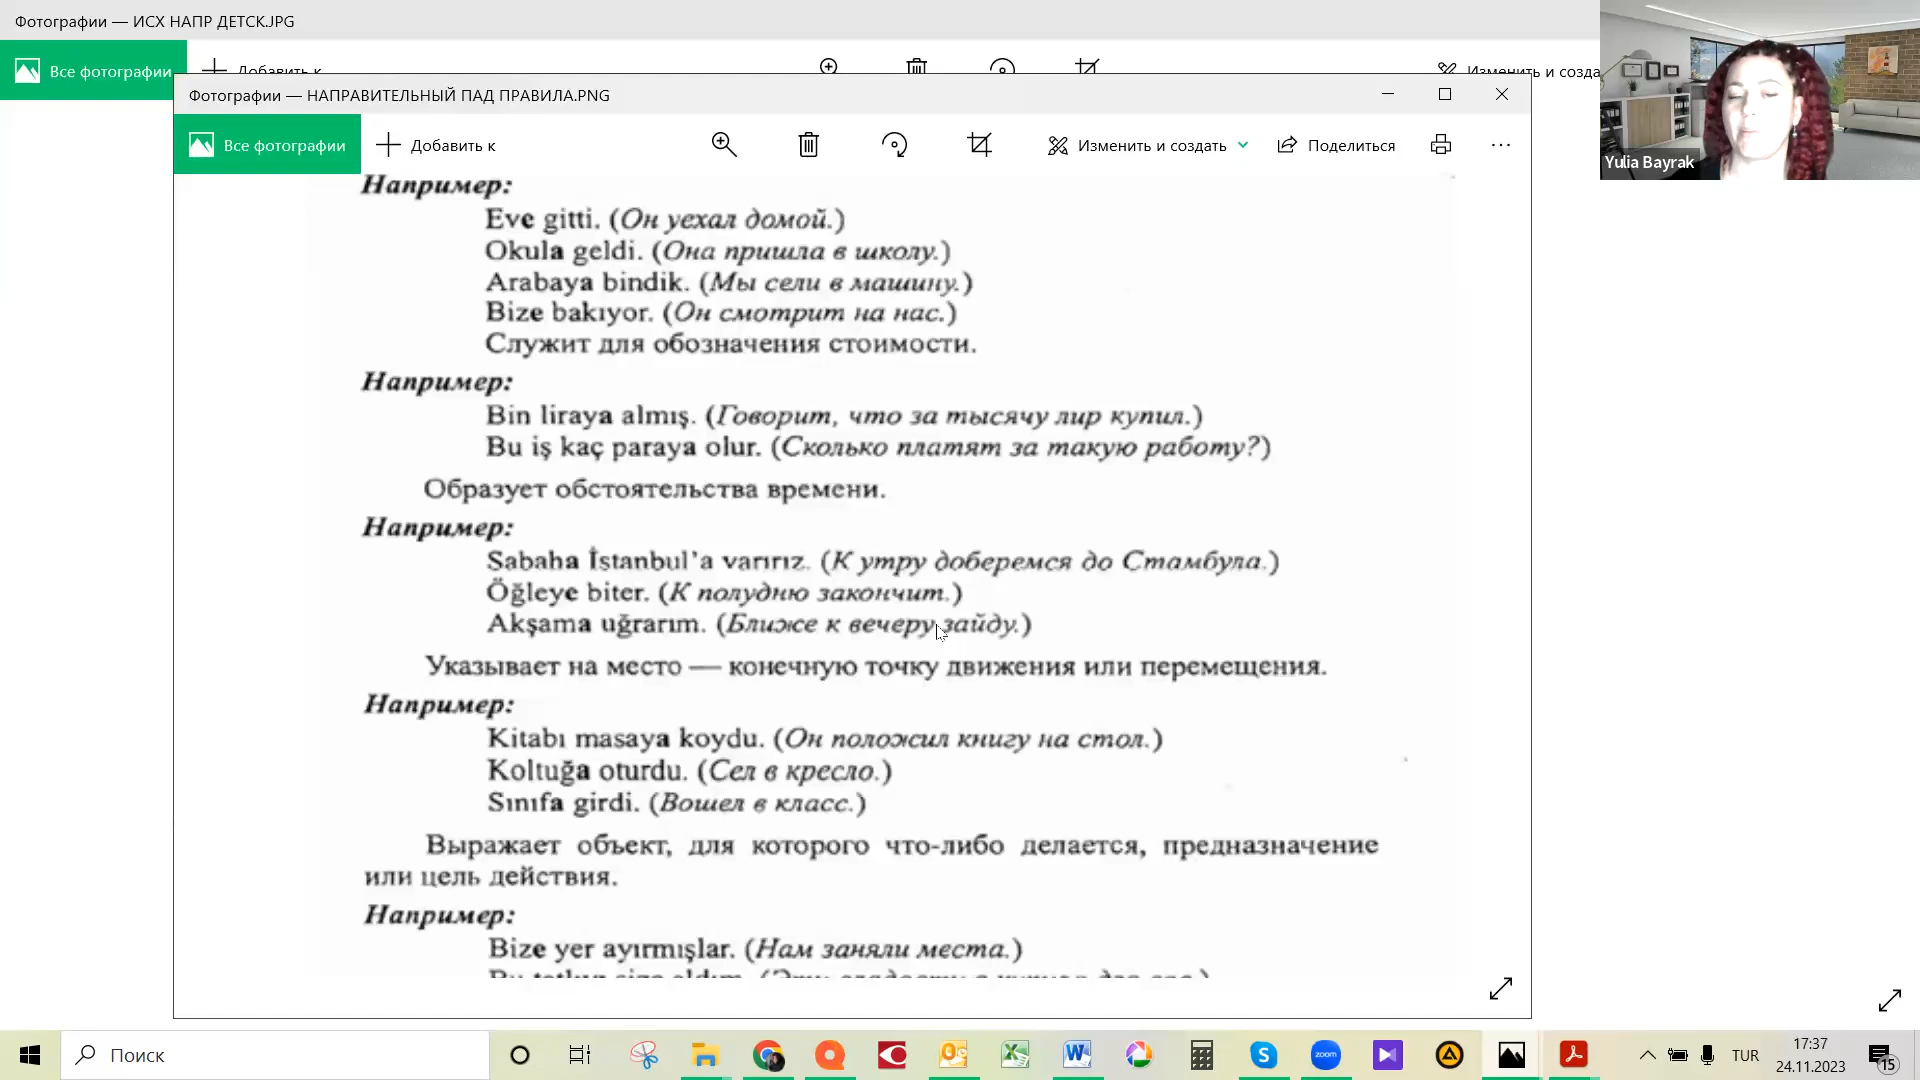 Фотографии — ИСХ НАПР ДЕТСК.JPG
Все фотографии
Добавить к
Изменить и созда
Фотографии — НАПРАВИТЕЛЬНЫЙ ПАД ПРАВИЛА.PNG
Все фотографии
Добавить к
Изменить и создать
Поделиться
Yulia Bayrak
Например:
Eve gitti. (Он уехал домой.)
Okula geldi. (Она пришла в школу.)
Arabaya bindik. (Мы сели в машину.)
Bize bakıyor. (Он смотрит на нас.)
Служит для обозначения стоимости.
Например:
Bin liraya almış. (Говорит, что за тысячу лир купил.)
Bu iş kaç paraya olur. (Сколько платят за такую работу?)
Образует обстоятельства времени.
Например:
Sabaha İstanbul’a varırız. (К утру доберемся до Стамбула.)
Öğleye biter. (К полудню закончит.)
Akşama uğrarım. (Ближе к вечеру зайду.)
Указывает на место — конечную точку движения или перемещения.
Например:
Kitabı masaya koydu. (Он положил книгу на стол.)
Koltuğa oturdu. (Сел в кресло.)
Sınıfa girdi. (Вошел в класс.)
Выражает объект, для которого что-либо делается, предназначение
или цель действия.
Например:
Bize yer ayırmışlar. (Нам заняли места.)
Поиск
zoom
TUR
17:37
24.11.2023
15